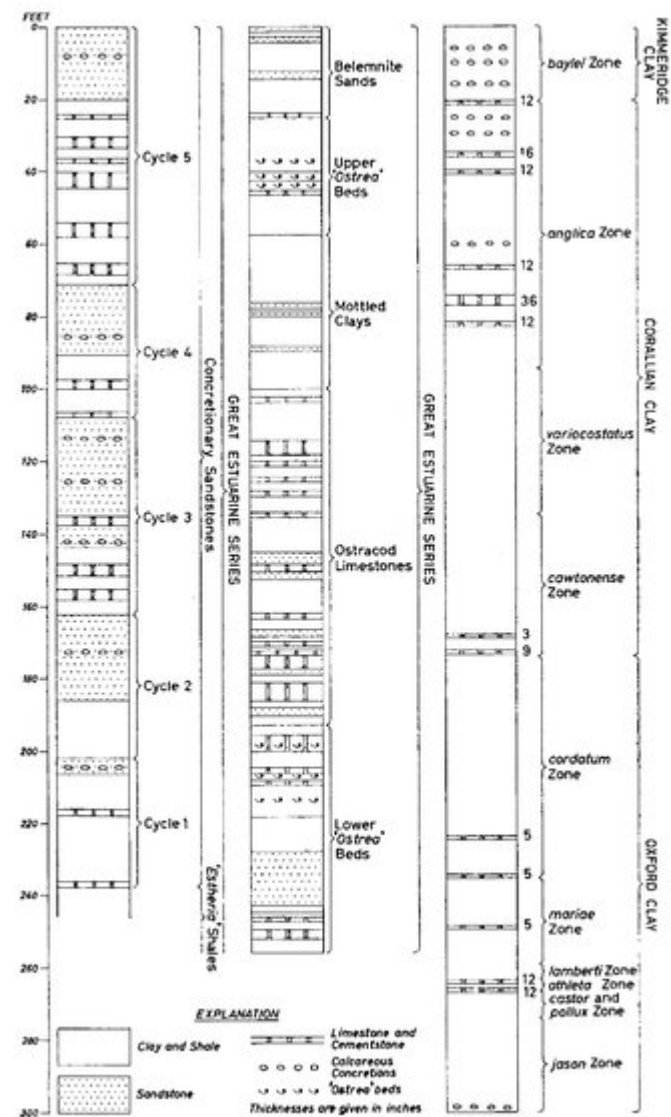 FEET
0
20
40
60
80
100
120
140
160
180
200
220
240
260
280
300
Cycle 5
Cycle 4
Cycle 3
Cycle 2
Cycle 1
Concretionary Sandstones
'Estheria' Shales
GREAT ESTUARINE SERIES
Belemnite
Sands
Upper
'Ostrea'
Beds
Mottled
Clays
Ostracod
Limestones
Lower
'Ostrea'
Beds
GREAT ESTUARINE SERIES
12
16
12
12
36
12
3
9
5
5
5
12
12
baylei Zone
anglica Zone
variocostatus
Zone
cawtonense
Zone
cordatum
Zone
mariae
Zone
lamberti Zone
athleta Zone
castor and
pollux Zone
jason Zone
KIMMERIDGE
CLAY
CORALLIAN CLAY
OXFORD CLAY
EXPLANATION
Clay and Shale
Sandstone
Limestone and
Cementstone
Calcareous
Concretions
'Ostrea' beds
Thicknesses are given in inches